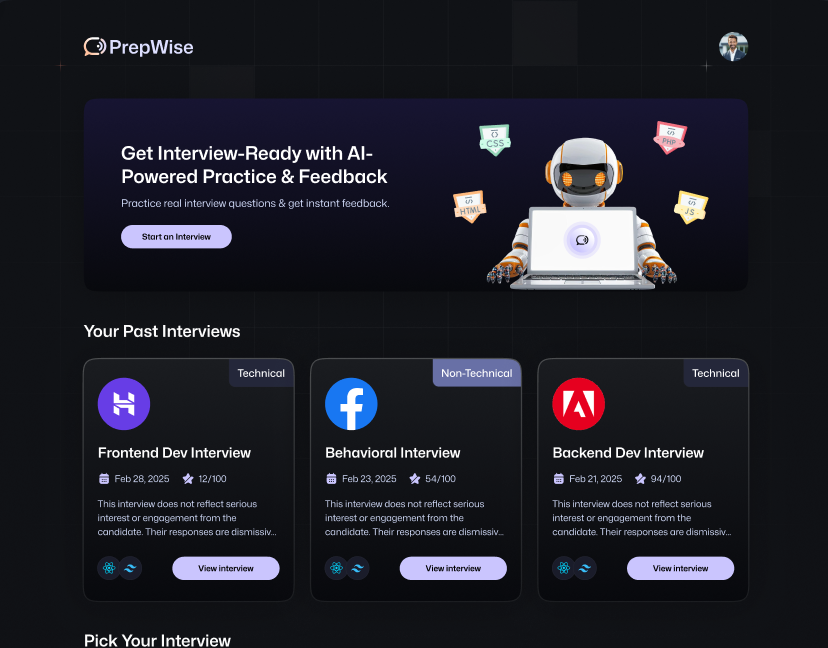 PrepWise
Get Interview-Ready with AI-
Powered Practice & Feedback
Practice real interview questions & get instant feedback.
Start an Interview
CSS
PHP
HTML
JS
Your Past Interviews
Technical
Frontend Dev Interview
Feb 28, 2025 12/100
This interview does not reflect serious
interest or engagement from the
candidate. Their responses are dismissiv...
View interview
Non-Technical
Behavioral Interview
Feb 23, 2025 54/100
This interview does not reflect serious
interest or engagement from the
candidate. Their responses are dismissiv...
View interview
Technical
Backend Dev Interview
Feb 21, 2025 94/100
This interview does not reflect serious
interest or engagement from the
candidate. Their responses are dismissiv...
View interview
Pick Your Interview